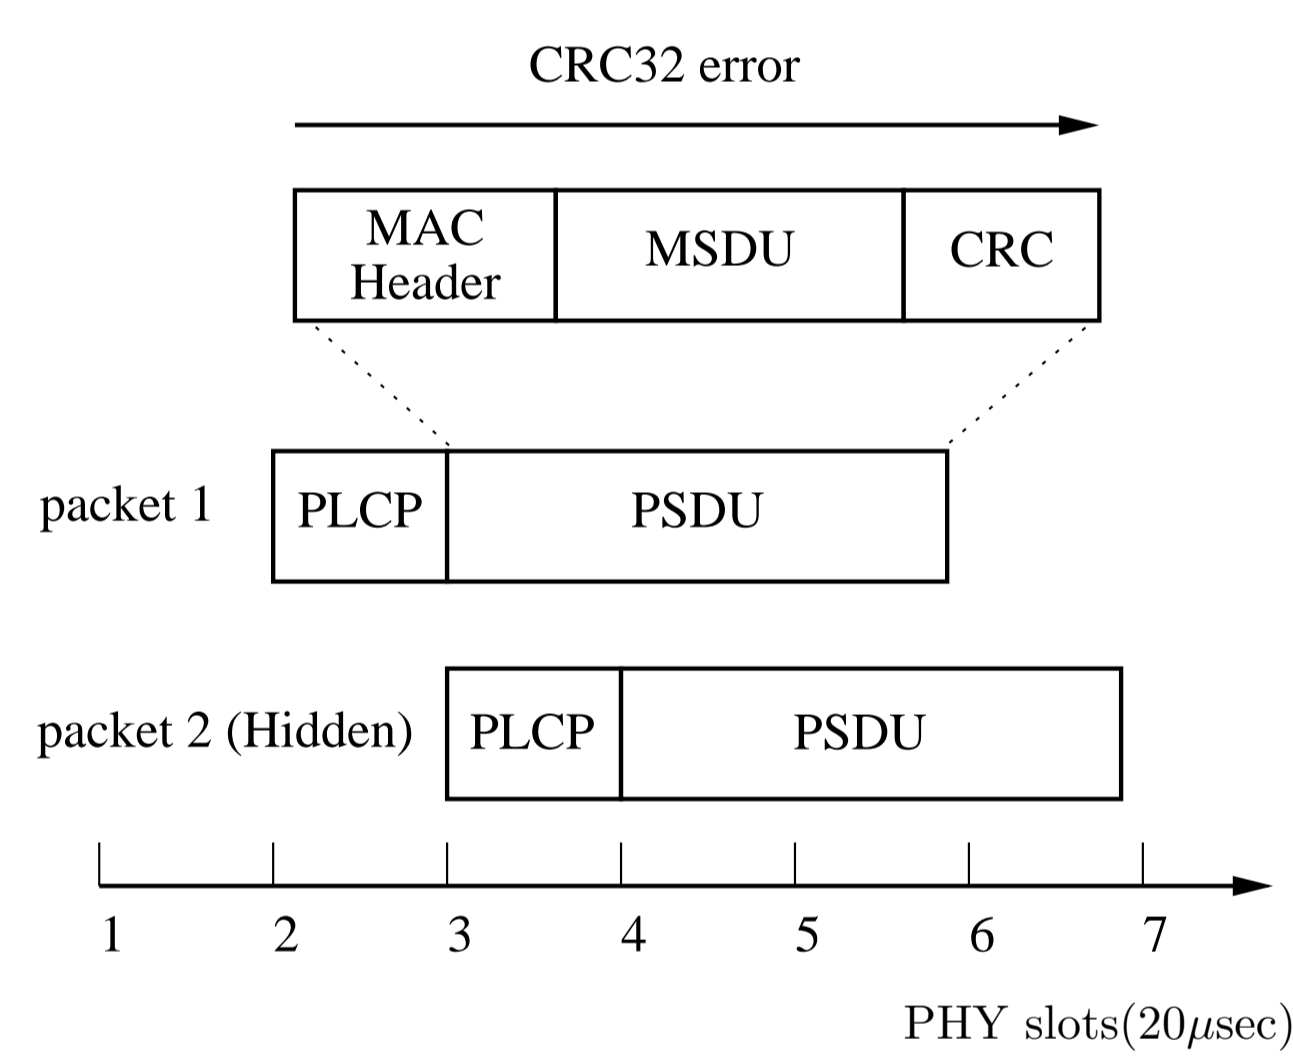 CRC32 error
MAC
Header
MSDU
CRC
packet 1
PLCP
PSDU
packet 2 (Hidden)
PLCP
PSDU
1 2 3 4 5 6 7
PHY slots(20μsec)